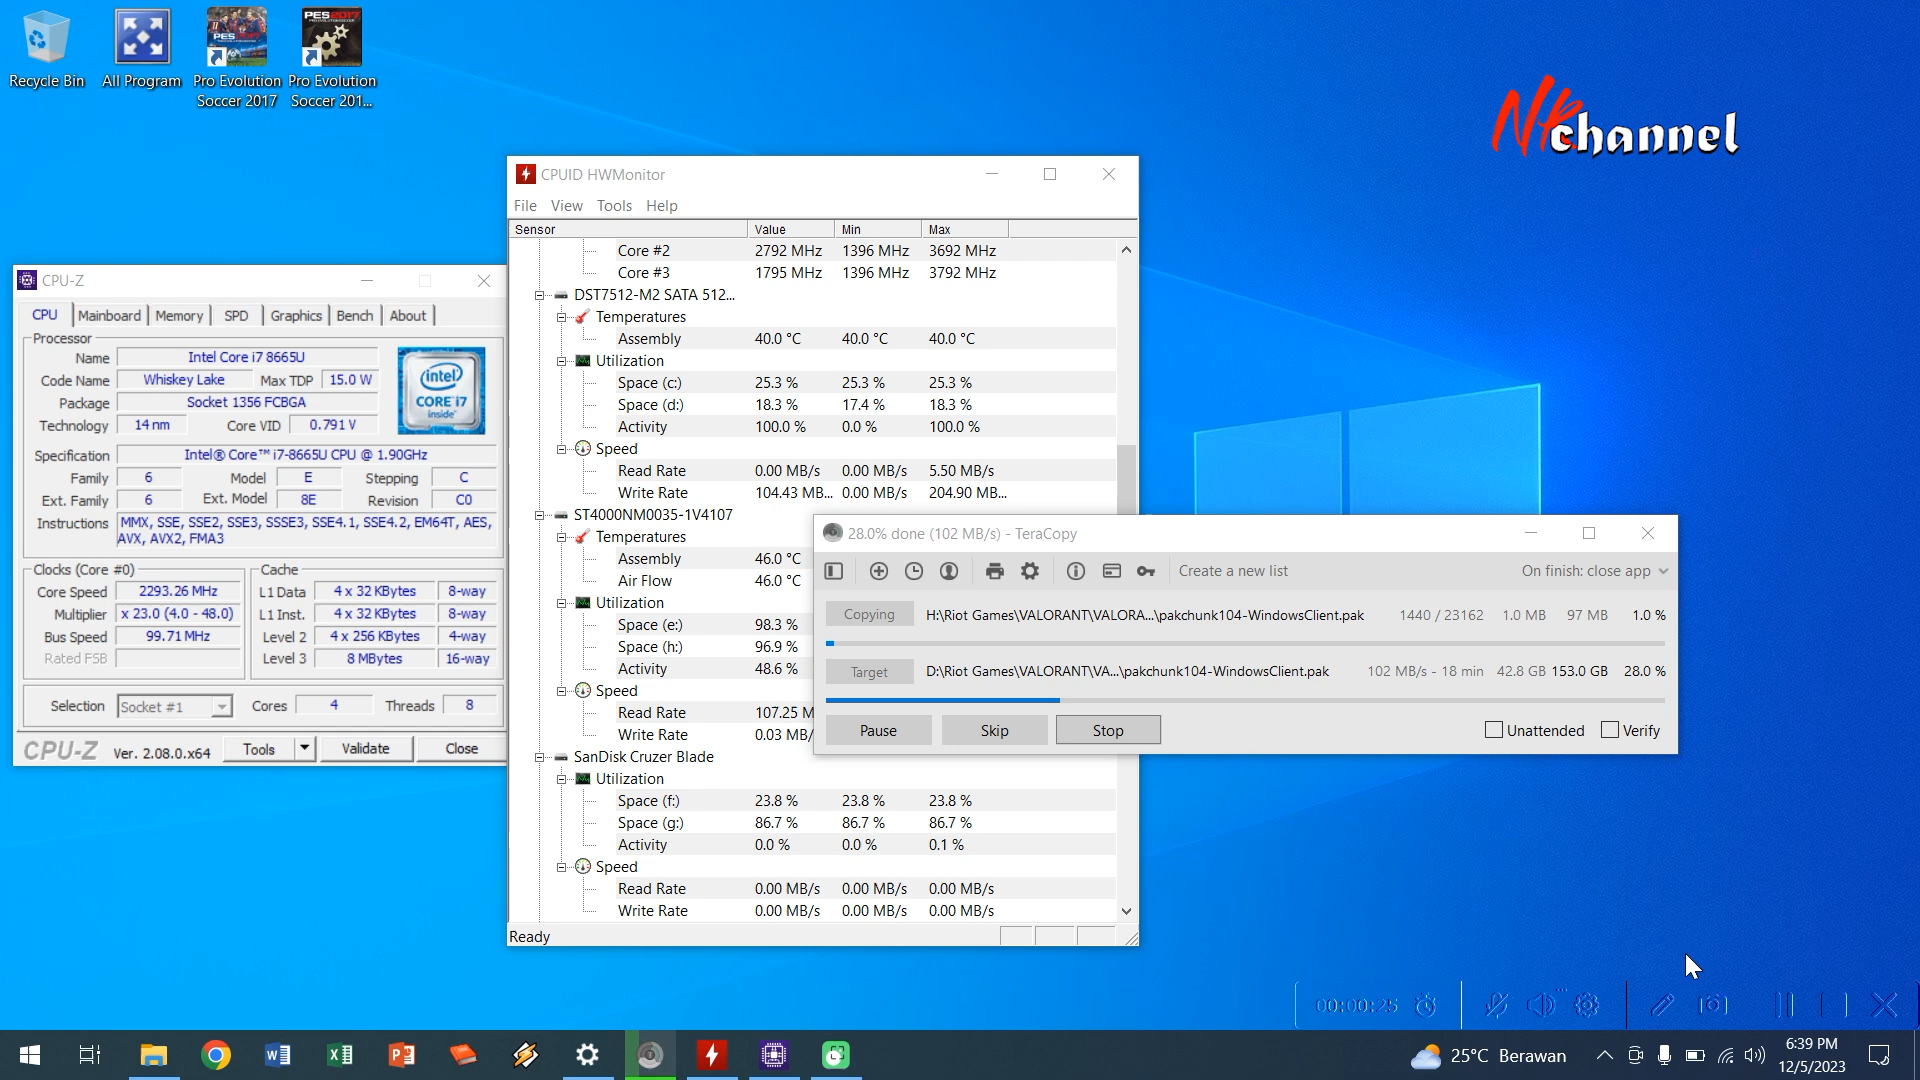 Recycle Bin
All Program
Pro Evolution
Soccer 2017
Pro Evolution
Soccer 201...
channel
CPU-Z
CPU Mainboard Memory SPD Graphics Bench About
Processor
Name Intel Core i7 8665U
Code Name Whiskey Lake Max TDP 15.0 W
Package Socket 1356 FCBGA
Technology 14 nm Core VID 0.791 V
intel
CORE i7
inside
Specification Intel® Core™ i7-8665U CPU @ 1.90GHz
Family 6 Model E Stepping C
Ext. Family 6 Ext. Model 8E Revision C0
Instructions MMX, SSE, SSE2, SSE3, SSSE3, SSE4.1, SSE4.2, EM64T, AES,
AVX, AVX2, FMA3
Clocks (Core #0)
Core Speed 2293.26 MHz
Multiplier x 23.0 (4.0 - 48.0)
Bus Speed 99.71 MHz
Rated FSB
Cache
L1 Data 4 x 32 KBytes 8-way
L1 Inst. 4 x 32 KBytes 8-way
Level 2 4 x 256 KBytes 4-way
Level 3 8 MBytes 16-way
Selection Socket #1 Cores 4 Threads 8
CPU-Z Ver. 2.08.0.x64 Tools Validate Close
CPUID HWMonitor
File View Tools Help
Sensor Value Min Max
Core #2 2792 MHz 1396 MHz 3692 MHz
Core #3 1795 MHz 1396 MHz 3792 MHz
DST7512-M2 SATA 512...
Temperatures
Assembly 40.0 °C 40.0 °C 40.0 °C
Utilization
Space (c:) 25.3 % 25.3 % 25.3 %
Space (d:) 18.3 % 17.4 % 18.3 %
Activity 100.0 % 0.0 % 100.0 %
Speed
Read Rate 0.00 MB/s 0.00 MB/s 5.50 MB/s
Write Rate 104.43 MB... 0.00 MB/s 204.90 MB...
ST4000NM0035-1V4107
Temperatures
Assembly 46.0 °C
Air Flow 46.0 °C
Utilization
Space (e:) 98.3 %
Space (h:) 96.9 %
Activity 48.6 %
Speed
Read Rate 107.25 M
Write Rate 0.03 MB/
SanDisk Cruzer Blade
Utilization
Space (f:) 23.8 % 23.8 % 23.8 %
Space (g:) 86.7 % 86.7 % 86.7 %
Activity 0.0 % 0.0 % 0.1 %
Speed
Read Rate 0.00 MB/s 0.00 MB/s 0.00 MB/s
Write Rate 0.00 MB/s 0.00 MB/s 0.00 MB/s
Ready
28.0% done (102 MB/s) - TeraCopy
Create a new list On finish: close app
Copying H:\Riot Games\VALORANT\VALORA...\pakchunk104-WindowsClient.pak 1440 / 23162 1.0 MB 97 MB 1.0 %
Target D:\Riot Games\VALORANT\VA...\pakchunk104-WindowsClient.pak 102 MB/s - 18 min 42.8 GB 153.0 GB 28.0 %
Pause Skip Stop Unattended Verify
00:00:25
25°C Berawan
6:39 PM
12/5/2023